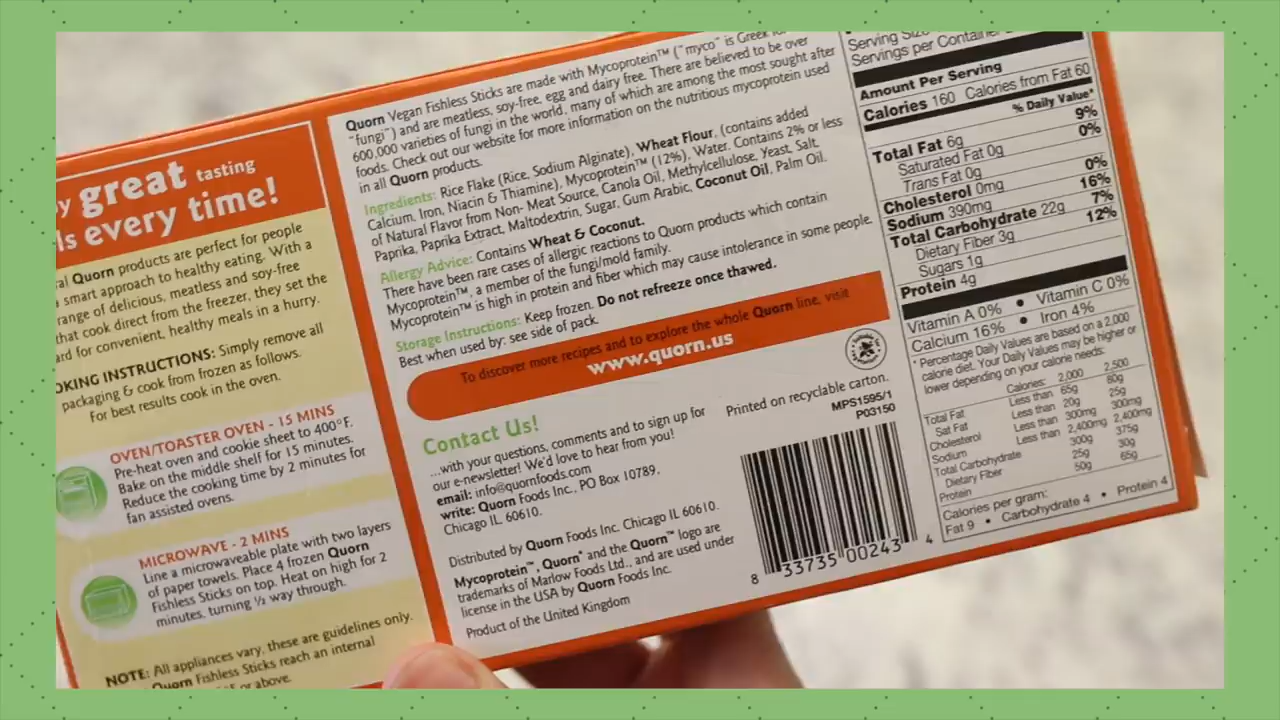 great tasting
every time!
Quorn products are perfect for people
smart approach to healthy eating. With a
range of delicious, meatless and soy-free
that cook direct from the freezer, they set the
for convenient, healthy meals in a hurry.
INSTRUCTIONS: Simply remove all
packaging & cook from frozen as follows.
For best results cook in the oven.
OVEN/TOASTER OVEN - 15 MINS
Pre-heat oven and cookie sheet to 400°F.
Bake on the middle shelf for 15 minutes.
Reduce the cooking time by 2 minutes for
fan assisted ovens.
MICROWAVE - 2 MINS
Line a microwaveable plate with two layers
of paper towels. Place 4 frozen Quorn
Fishless Sticks on top. Heat on high for 2
minutes, turning ½ way through.
NOTE: All appliances vary, these are guidelines only.
Quorn Fishless Sticks reach an internal
or above.
Quorn Vegan Fishless Sticks are made with Mycoprotein™ ("myco" is Greek
"fungi") and are meatless, soy-free, egg and dairy free. There are believed to be over
600,000 varieties of fungi in the world, many of which are among the most sought after
foods. Check out our website for more information on the nutritious mycoprotein used
in all Quorn products.
Ingredients: Rice Flake (Rice, Sodium Alginate), Wheat Flour, (contains added
Calcium, Iron, Niacin & Thiamine), Mycoprotein™ (12%), Water. Contains 2% or less
of Natural Flavor from Non- Meat Source, Canola Oil, Methylcellulose, Yeast, Salt,
Paprika, Paprika Extract, Maltodextrin, Sugar, Gum Arabic, Coconut Oil, Palm Oil.
Allergy Advice: Contains Wheat & Coconut.
There have been rare cases of allergic reactions to Quorn products which contain
Mycoprotein™, a member of the fungi/mold family.
Mycoprotein™ is high in protein and fiber which may cause intolerance in some people.
Storage Instructions: Keep frozen. Do not refreeze once thawed.
Best when used by: see side of pack.
To discover more recipes and to explore the whole Quorn line, visit
www.quorn.us
Contact Us!
...with your questions, comments and to sign up for
our e-newsletter! We'd love to hear from you!
email: info@quornfoods.com
write: Quorn Foods Inc., PO Box 10789,
Chicago IL 60610.
Distributed by Quorn Foods Inc. Chicago IL 60610.
Mycoprotein™, Quorn® and the Quorn™ logo are
trademarks of Marlow Foods Ltd., and are used under
license in the USA by Quorn Foods Inc.
Product of the United Kingdom
Printed on recyclable carton.
MPS1595/1
P03150
8 33735 00243 4
Serving Size
Servings per Container
Amount Per Serving
Calories 160 Calories from Fat 60
% Daily Value*
Total Fat 6g 9%
Saturated Fat 0g 0%
Trans Fat 0g
Cholesterol 0mg 0%
Sodium 390mg 16%
Total Carbohydrate 22g 7%
Dietary Fiber 3g 12%
Sugars 1g
Protein 4g
Vitamin A 0% • Vitamin C 0%
Calcium 16% • Iron 4%
* Percentage Daily Values are based on a 2,000
calorie diet. Your Daily Values may be higher or
lower depending on your calorie needs:
Calories: 2,000 2,500
Total Fat Less than 65g 80g
Sat Fat Less than 20g 25g
Cholesterol Less than 300mg 300mg
Sodium Less than 2,400mg 2,400mg
Total Carbohydrate 300g 375g
Dietary Fiber 25g 30g
Protein 50g 65g
Calories per gram:
Fat 9 • Carbohydrate 4 • Protein 4